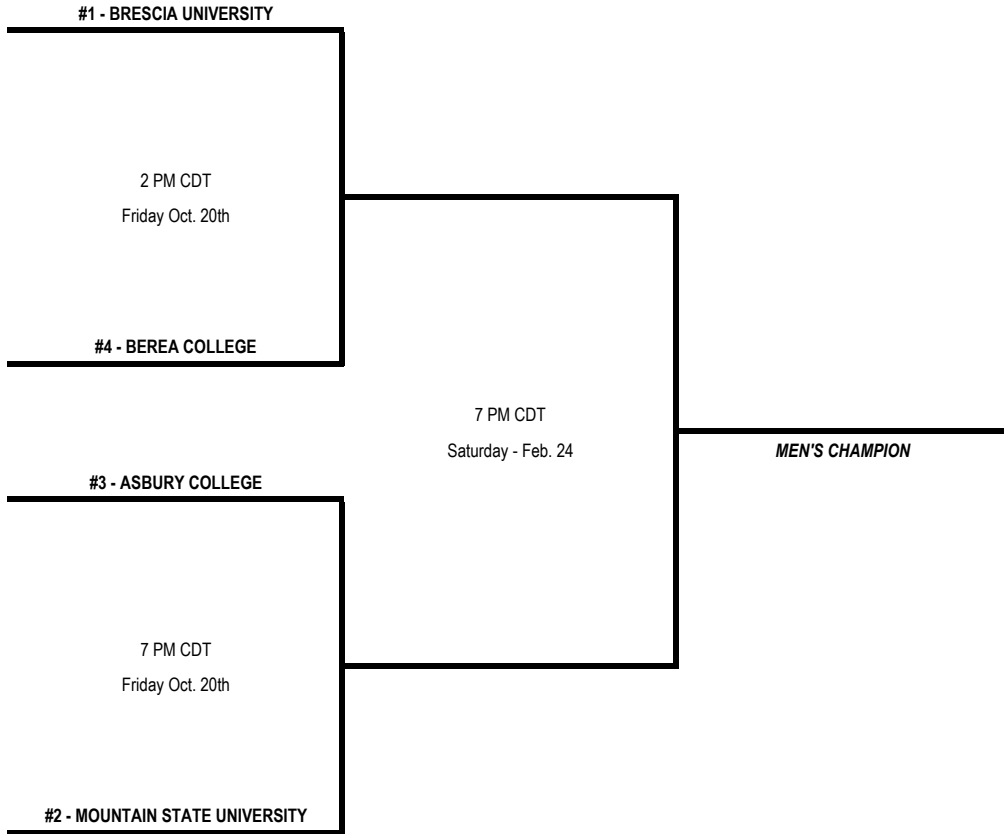 #1 - BRESCIA UNIVERSITY
2 PM CDT
Friday Oct. 20th
#4 - BEREA COLLEGE
7 PM CDT
Saturday - Feb. 24
MEN'S CHAMPION
#3 - ASBURY COLLEGE
7 PM CDT
Friday Oct. 20th
#2 - MOUNTAIN STATE UNIVERSITY